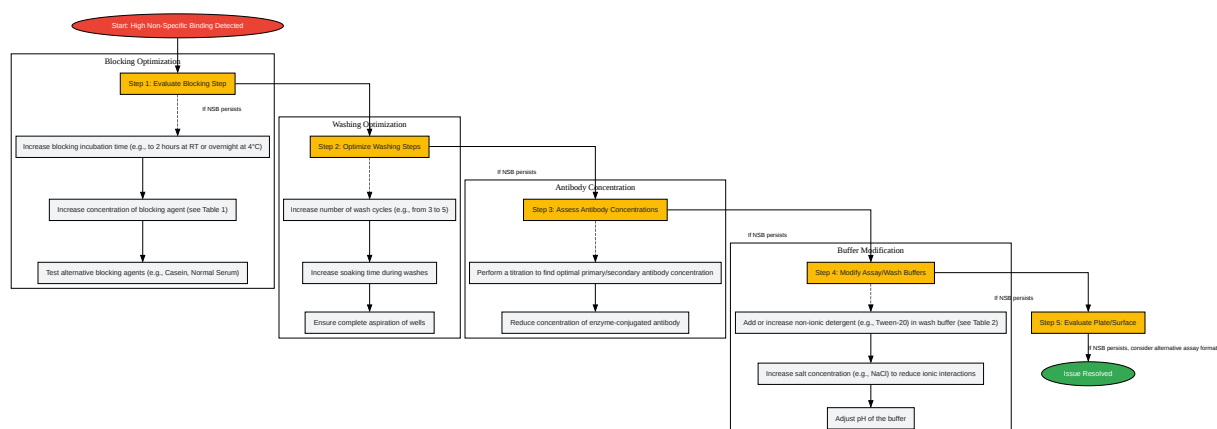 Start: High Non-Specific Binding Detected
Blocking Optimization
Step 1: Evaluate Blocking Step
If NSB persists
Increase blocking incubation time (e.g., to 2 hours at RT or overnight at 4°C)
Increase concentration of blocking agent (see Table 1)
Test alternative blocking agents (e.g., Casein, Normal Serum)
Washing Optimization
Step 2: Optimize Washing Steps
If NSB persists
Increase number of wash cycles (e.g., from 3 to 5)
Increase soaking time during washes
Ensure complete aspiration of wells
Antibody Concentration
Step 3: Assess Antibody Concentrations
If NSB persists
Perform a titration to find optimal primary/secondary antibody concentration
Reduce concentration of enzyme-conjugated antibody
Buffer Modification
Step 4: Modify Assay/Wash Buffers
If NSB persists
Add or increase non-ionic detergent (e.g., Tween-20) in wash buffer (see Table 2)
Increase salt concentration (e.g., NaCl) to reduce ionic interactions
Adjust pH of the buffer
Step 5: Evaluate Plate/Surface
If NSB persists, consider alternative assay format
Issue Resolved